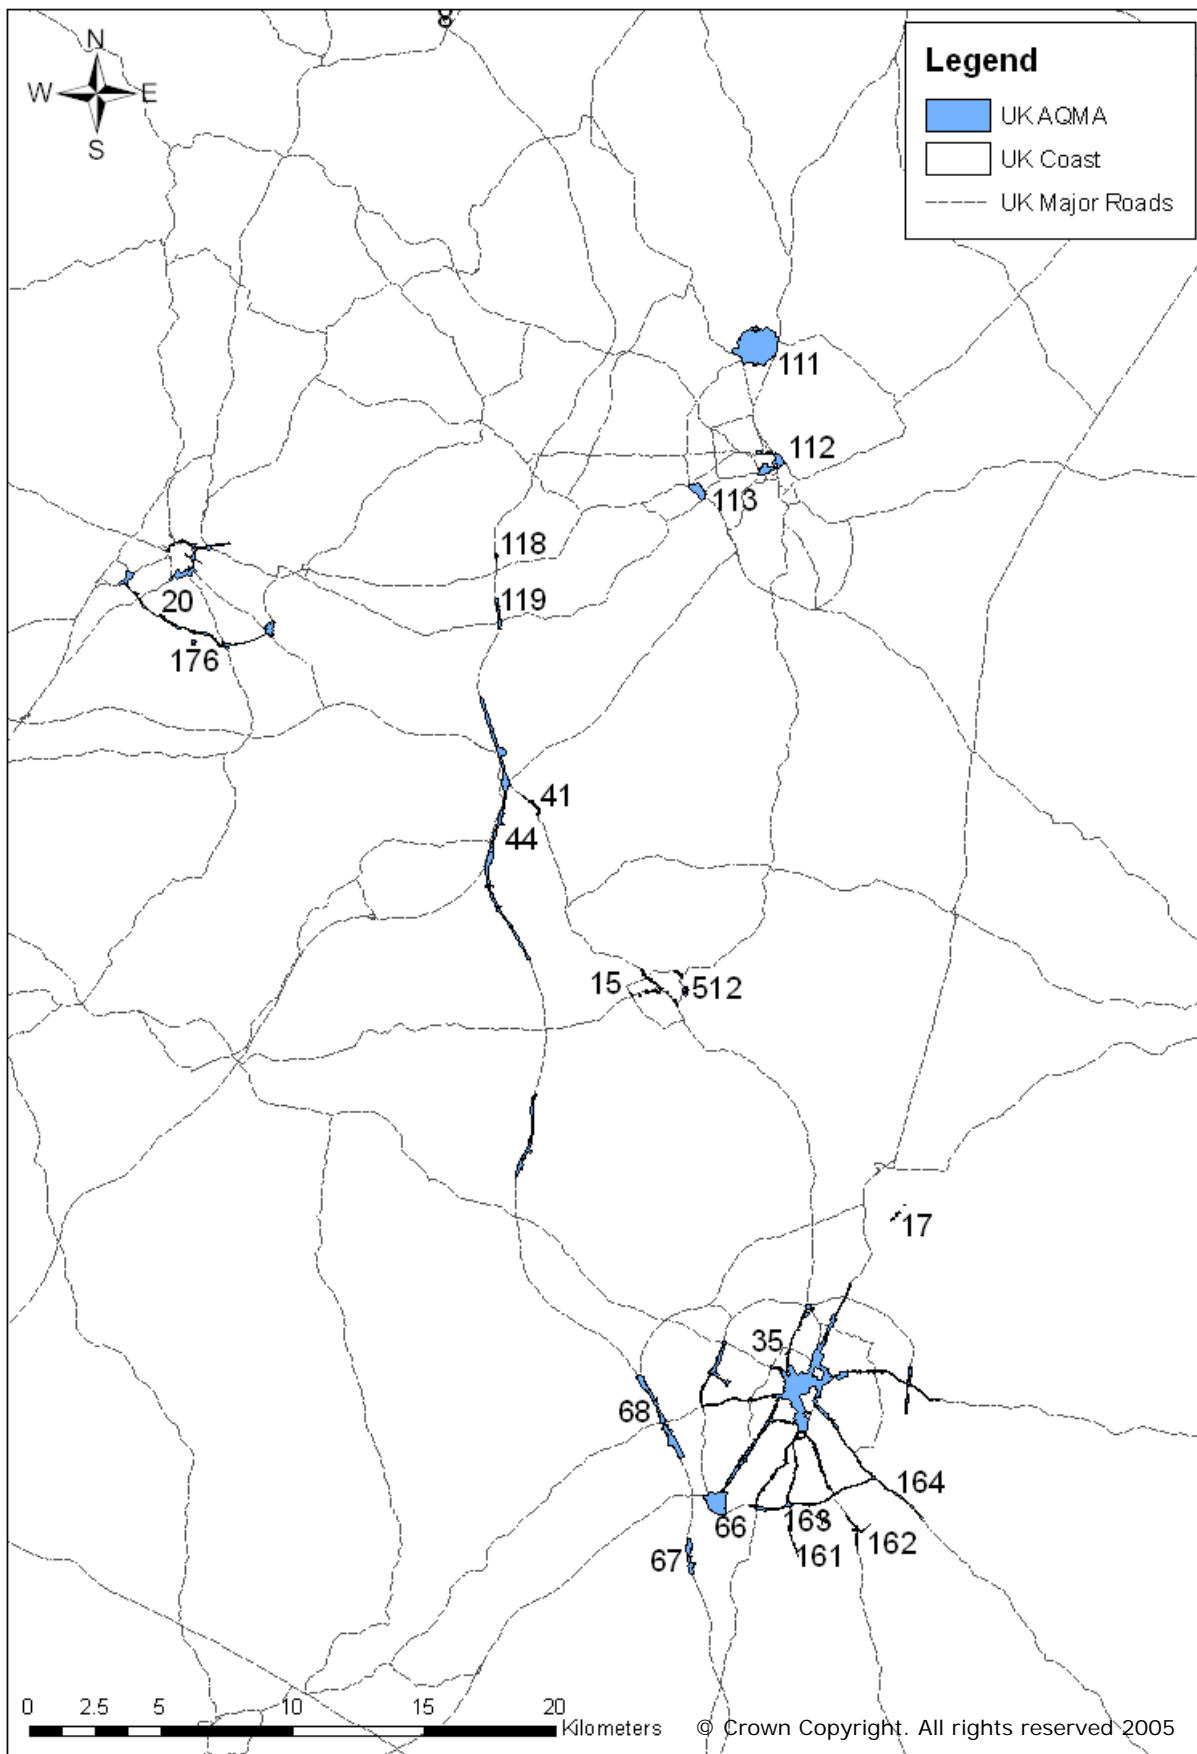 N
W E
S
Legend
UK AQMA
UK Coast
UK Major Roads
111
112
113
118
119
20
176
41
44
15
512
17
35
68
164
66
163
162
67
161
0 2.5 5 10 15 20
Kilometers
© Crown Copyright. All rights reserved 2005